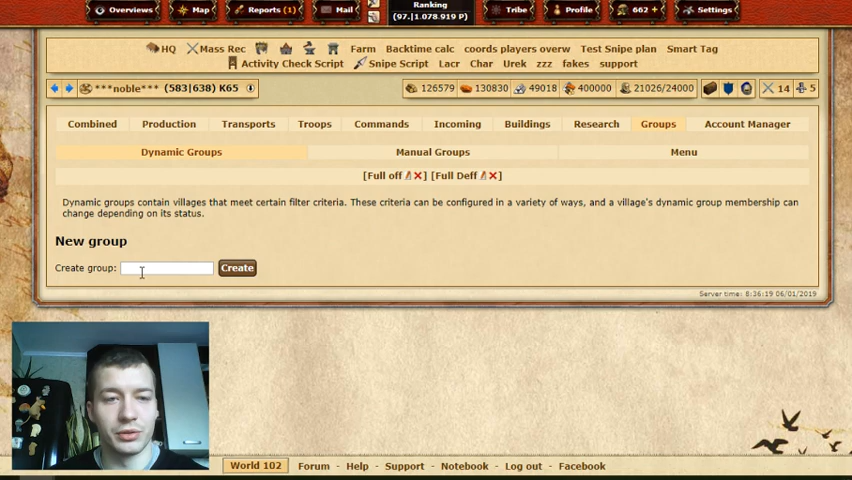 Overviews Map Reports (1) Mail Ranking (97.|1.078.919 P) Tribe Profile 662 + Settings
HQ Mass Rec Farm Backtime calc coords players overw Test Snipe plan Smart Tag
Activity Check Script Snipe Script Lacr Char Urek zzz fakes support
***noble*** (583|638) K65 126579 130830 49018 400000 21026/24000 14 5
Combined Production Transports Troops Commands Incoming Buildings Research Groups Account Manager
Dynamic Groups Manual Groups Menu
[Full off ] [Full Deff ]
Dynamic groups contain villages that meet certain filter criteria. These criteria can be configured in a variety of ways, and a village's dynamic group membership can
change depending on its status.
New group
Create group: Create
Server time: 8:36:19 06/01/2019
World 102 Forum - Help - Support - Notebook - Log out - Facebook